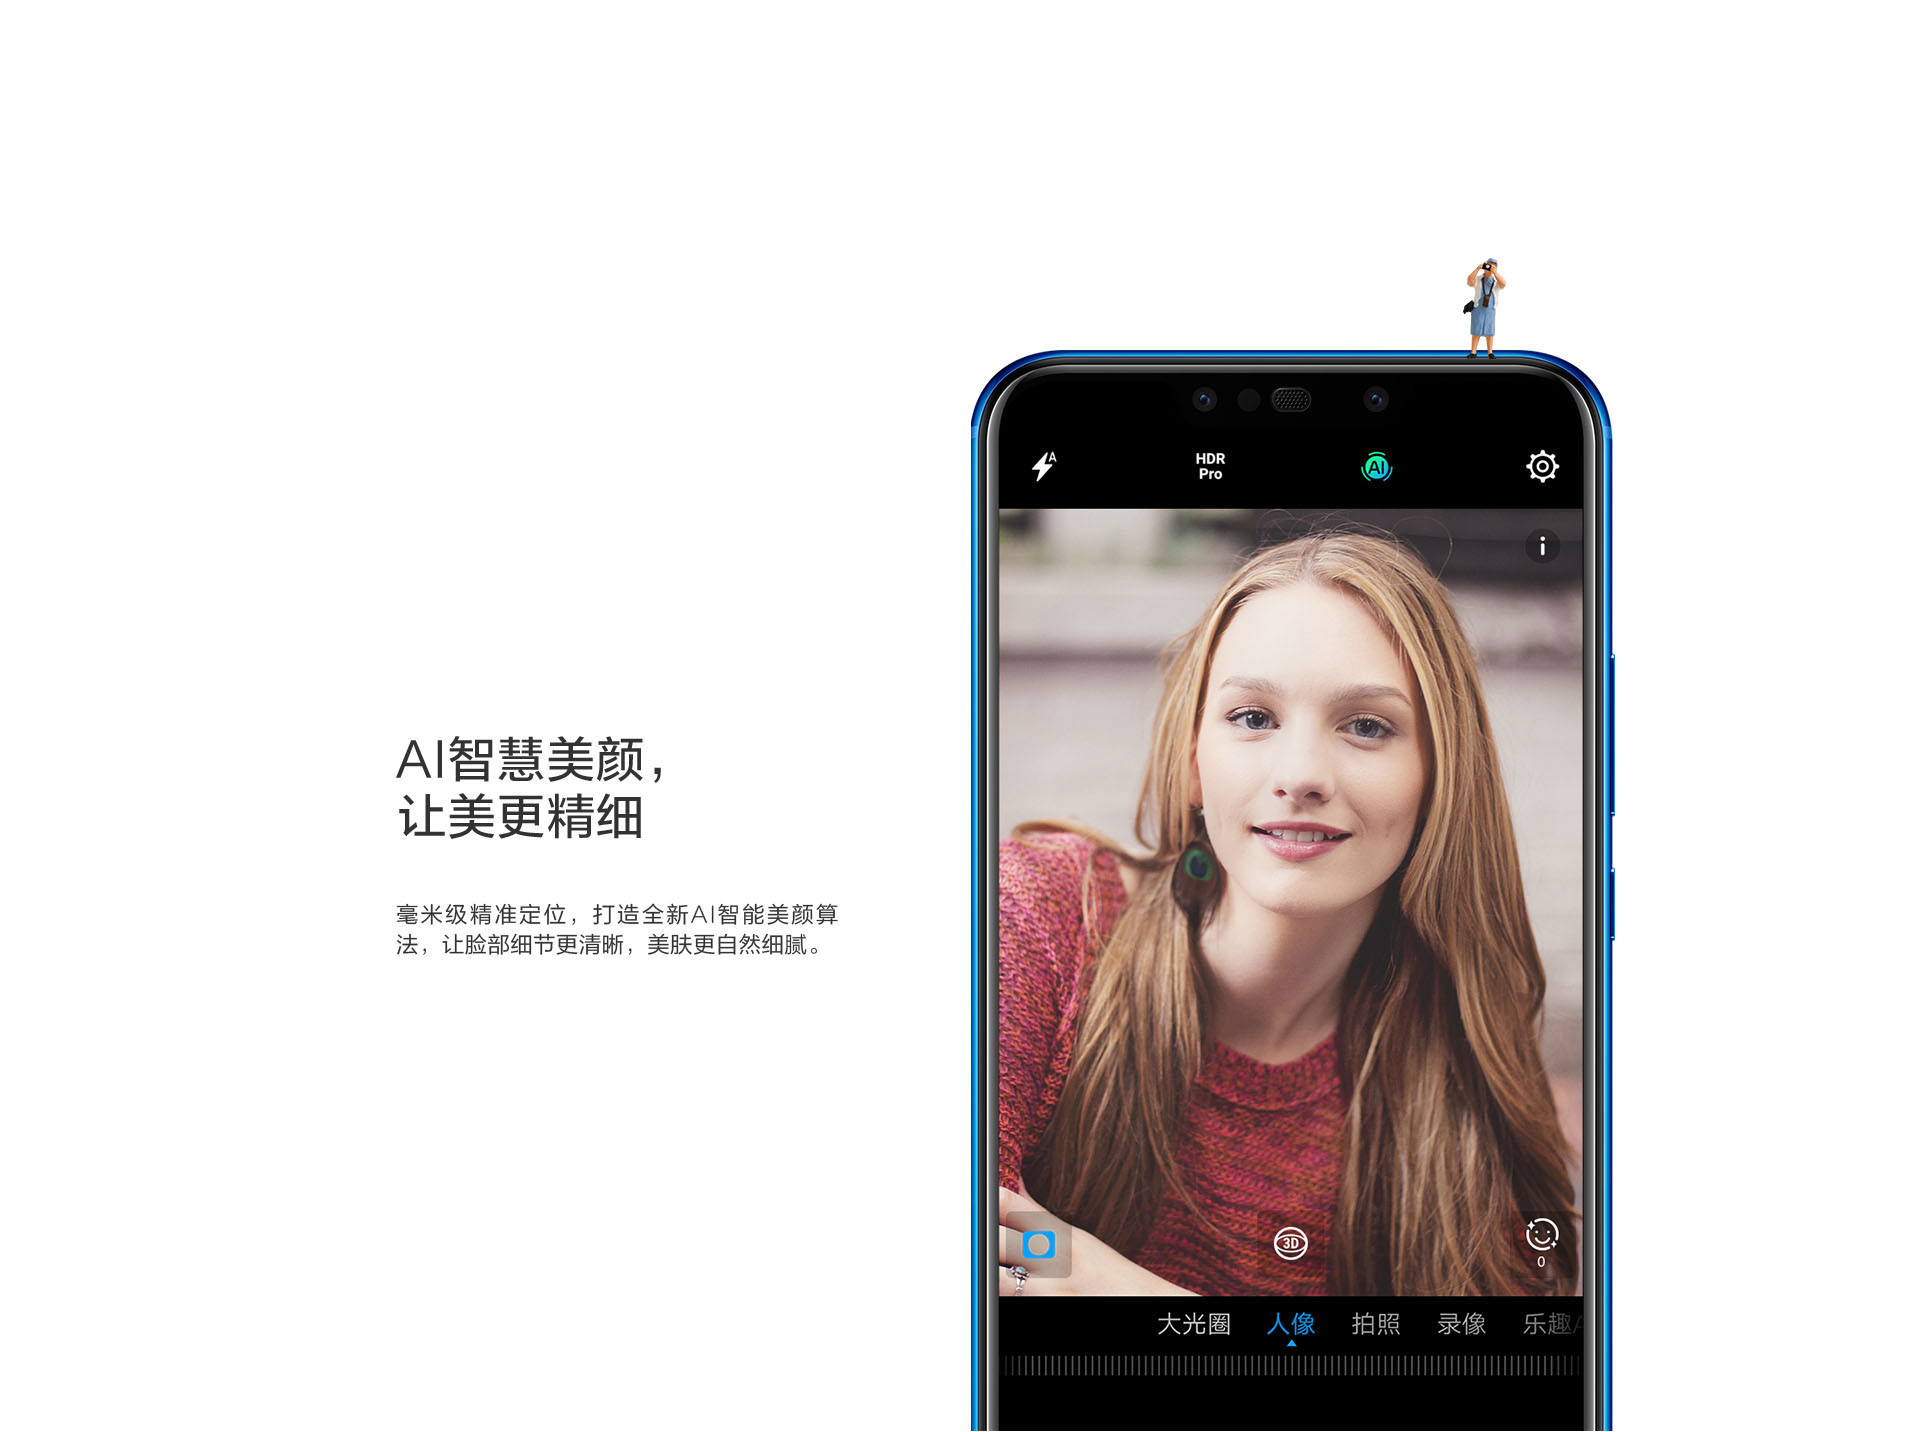 AI智慧美颜，
让美更精细
毫米级精准定位，打造全新AI智能美颜算
法，让脸部细节更清晰，美肤更自然细腻。
A
HDR
Pro
AI
i
3D
0
大光圈 人像 拍照 录像 乐趣A